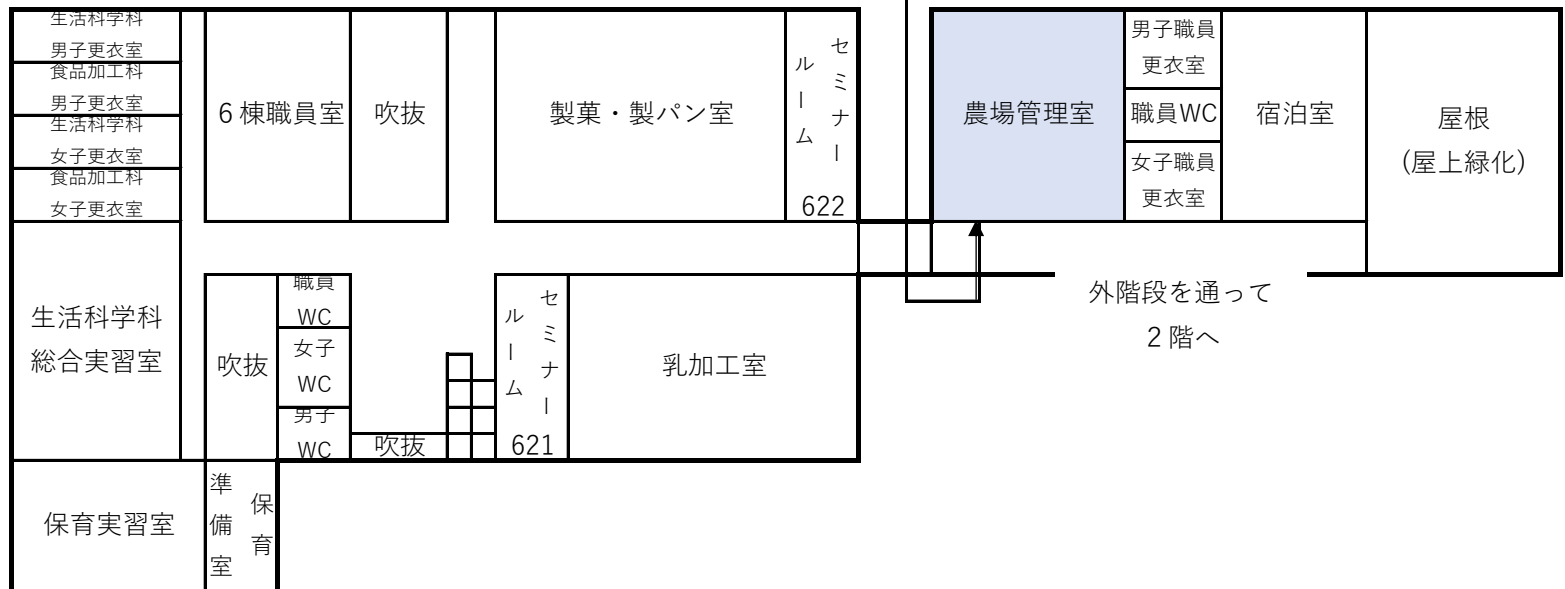 生活科学科
男子更衣室
食品加工科
男子更衣室
生活科学科
女子更衣室
食品加工科
女子更衣室
６棟職員室
吹抜
製菓・製パン室
セミナー
ルーム
622
農場管理室
男子職員
更衣室
職員WC
女子職員
更衣室
宿泊室
屋根
(屋上緑化)
生活科学科
総合実習室
吹抜
職員
WC
女子
WC
男子
WC
吹抜
セミナー
ルーム
621
乳加工室
外階段を通って
２階へ
保育実習室
保育
準備室